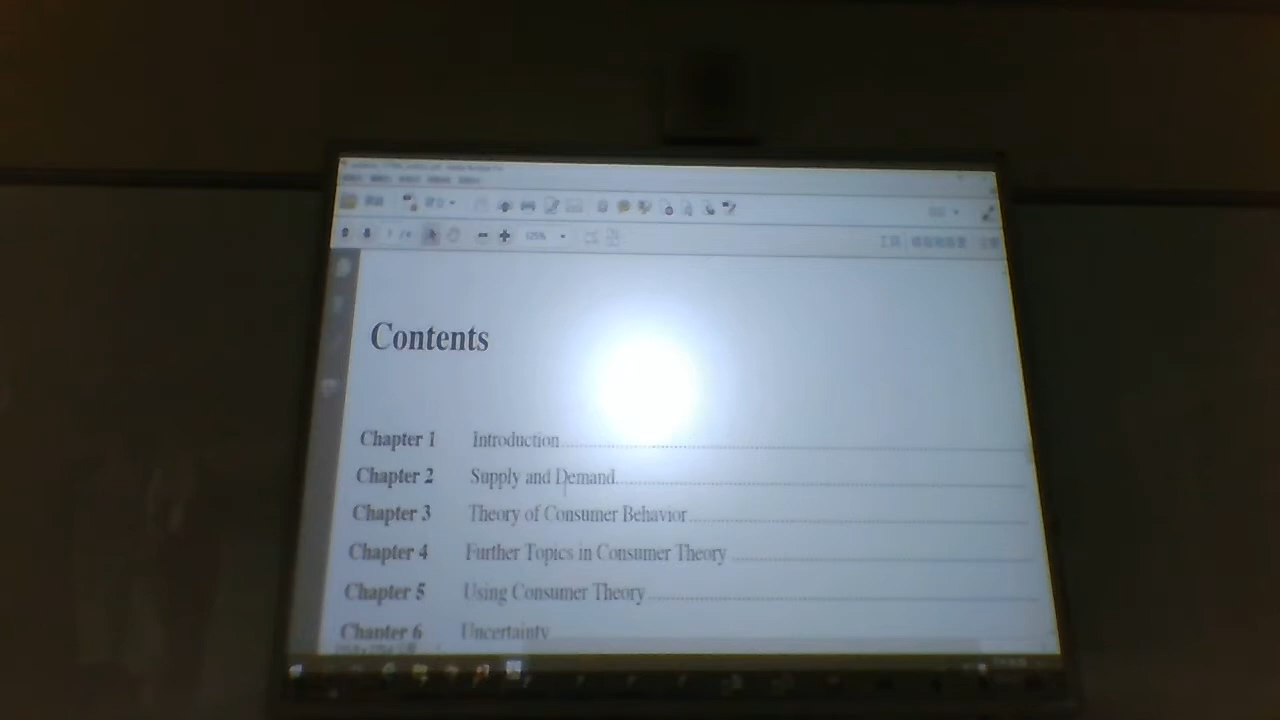 125%
Contents
Chapter 1 Introduction
Chapter 2 Supply and Demand
Chapter 3 Theory of Consumer Behavior
Chapter 4 Further Topics in Consumer Theory
Chapter 5 Using Consumer Theory
Chapter 6 Uncertainty